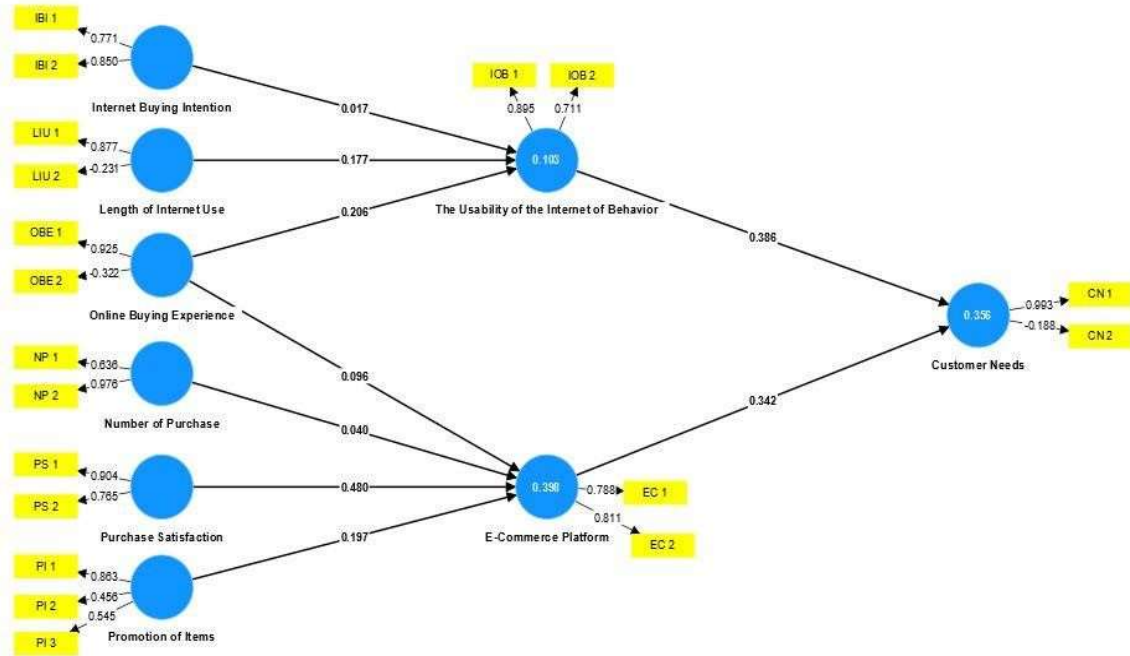 IBI 1
0.771
IBI 2
0.850
Internet Buying Intention
LIU 1
0.877
LIU 2
-0.231
Length of Internet Use
OBE 1
0.925
OBE 2
-0.322
Online Buying Experience
NP 1
0.636
NP 2
0.976
Number of Purchase
PS 1
0.904
PS 2
0.765
Purchase Satisfaction
PI 1
0.863
PI 2
0.456
0.545
PI 3
Promotion of Items
0.017
0.177
0.206
0.096
0.040
0.480
0.197
IOB 1
IOB 2
0.895
0.711
0.103
The Usability of the Internet of Behavior
0.398
0.788
EC 1
0.811
EC 2
E-Commerce Platform
0.386
0.342
0.356
Customer Needs
0.993
CN 1
-0.188
CN 2